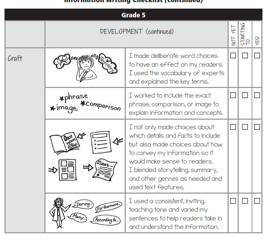 Information Writing Checklist (continued)
Grade 5
DEVELOPMENT (continued)
NOT YET
STARTING TO
YES!
Craft
I made deliberate word choices
to have an effect on my readers.
I used the vocabulary of experts
and explained the key terms.
*phrase
*image
*comparison
I worked to include the exact
phrase, comparison, or image to
explain information and concepts.
I not only made choices about
which details and facts to include
but also made choices about how
to convey my information so it
would make sense to readers.
I blended storytelling, summary,
and other genres as needed and
used text features.
I used a consistent, inviting,
teaching tone and varied my
sentences to help readers take in
and understand the information.